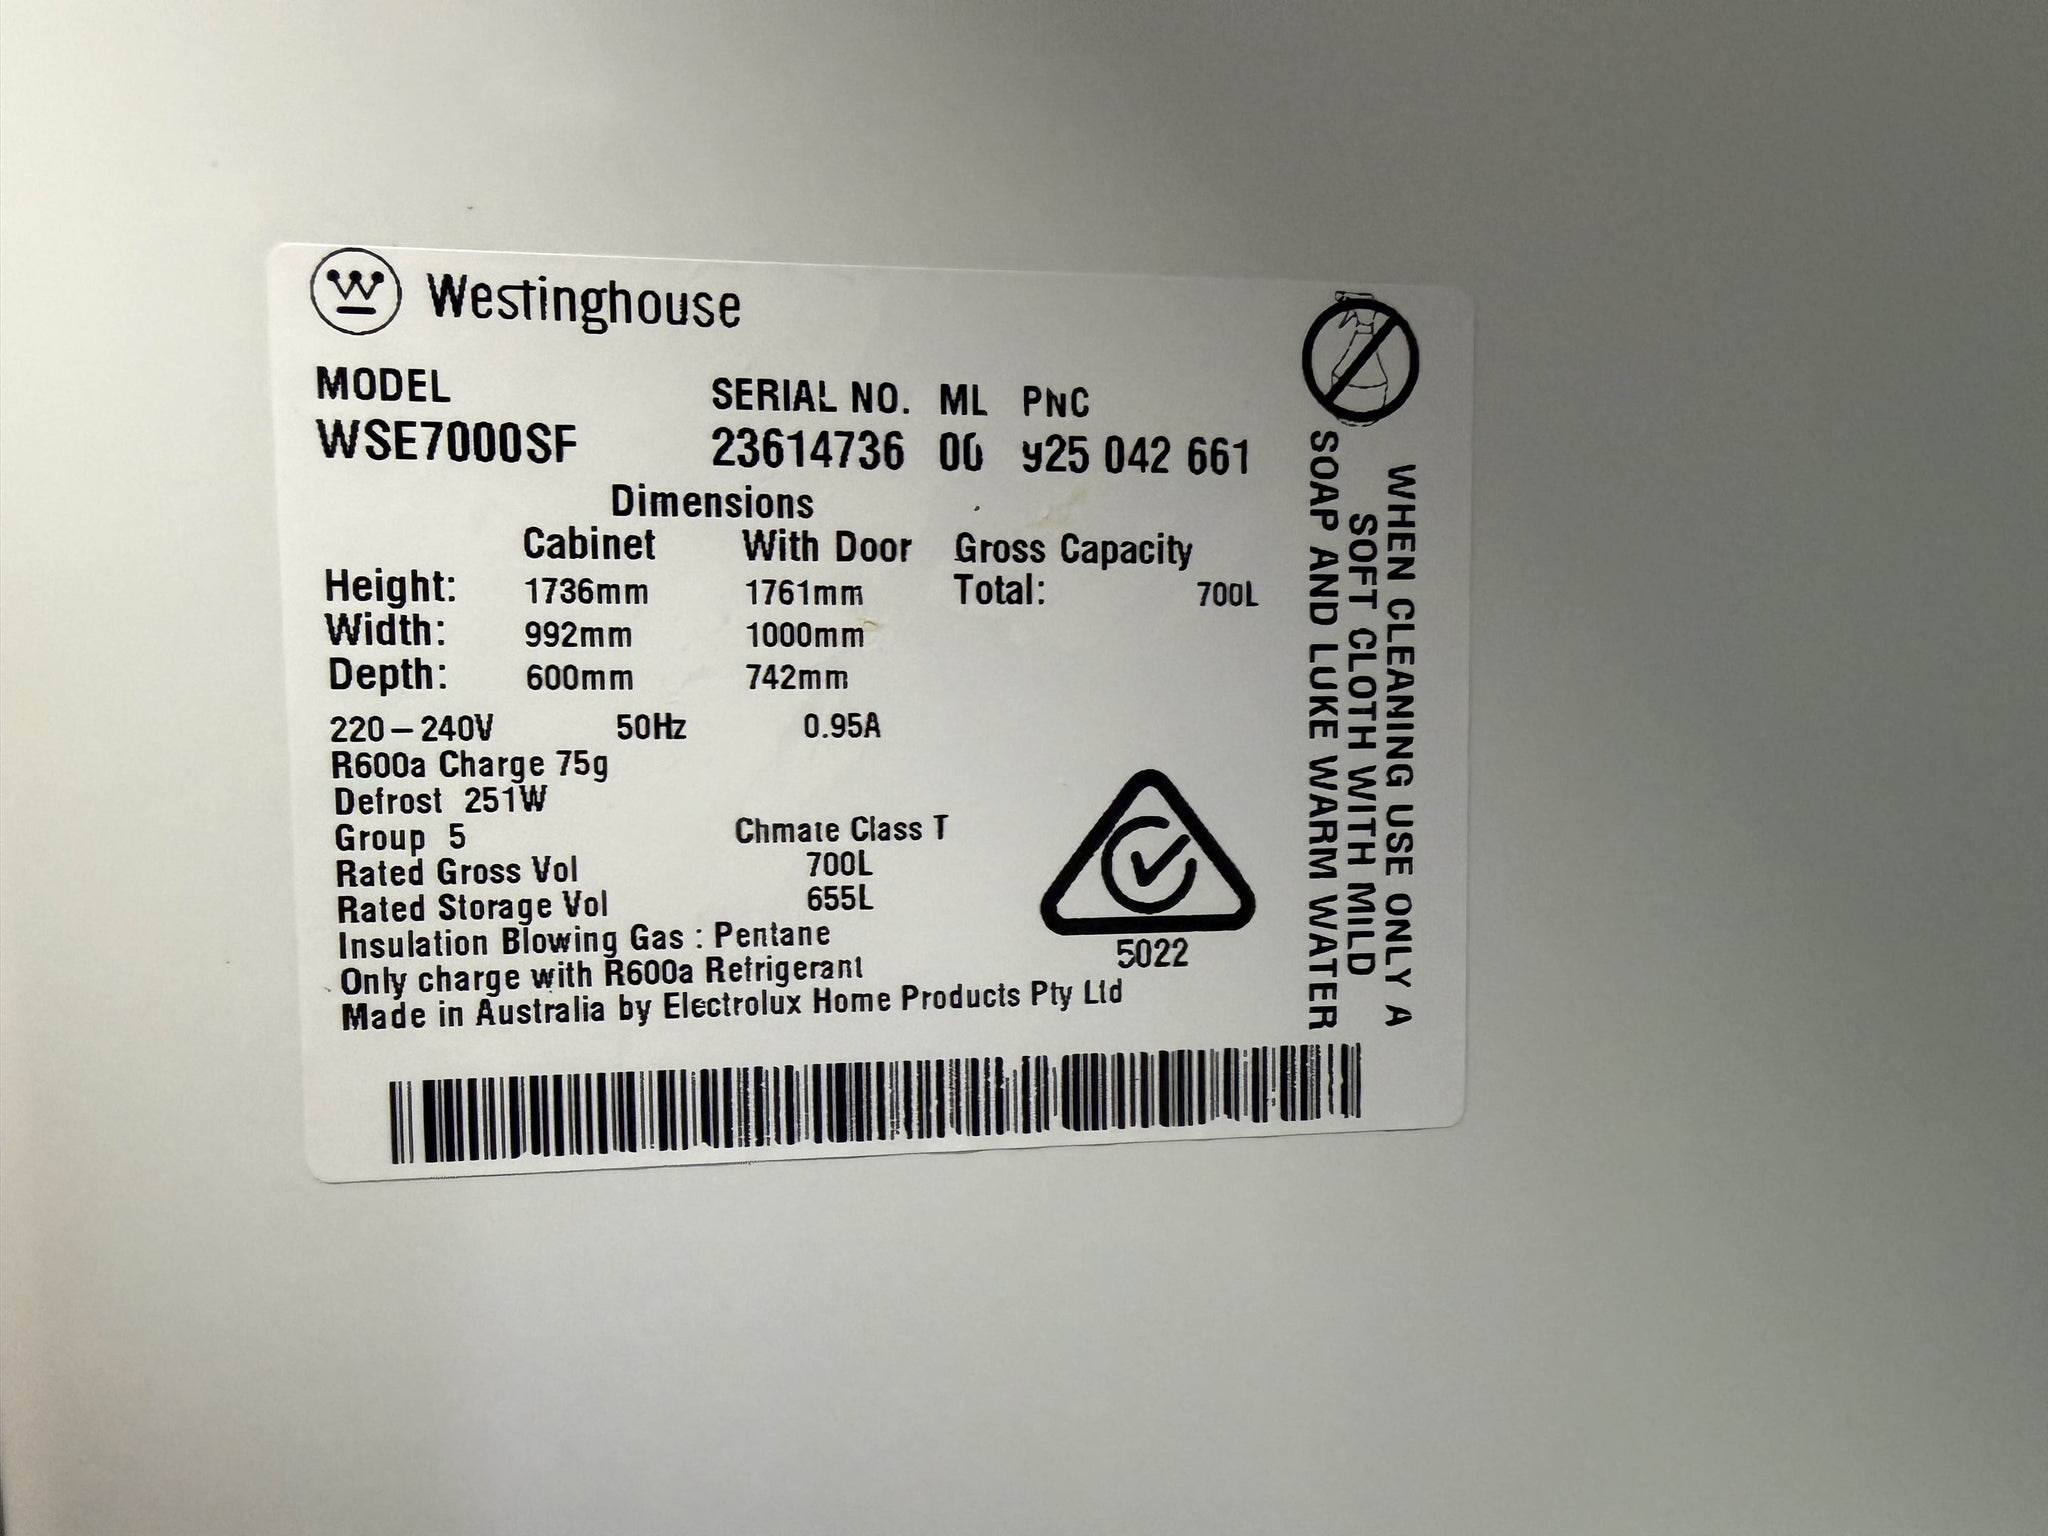 Westinghouse
MODEL SERIAL NO. ML PNC
WSE7000SF 23614736 00 925 042 661
Dimensions
Cabinet With Door Gross Capacity
Height: 1736mm 1761mm Total: 700L
Width: 992mm 1000mm
Depth: 600mm 742mm
220-240V 50Hz 0.95A
R600a Charge 75g
Defrost 251W
Group 5 Climate Class T
Rated Gross Vol 700L
Rated Storage Vol 655L
Insulation Blowing Gas : Pentane
Only charge with R600a Refrigerant
Made in Australia by Electrolux Home Products Pty Ltd
5022
WHEN CLEANING USE ONLY A
SOFT CLOTH WITH MILD
SOAP AND LUKE WARM WATER